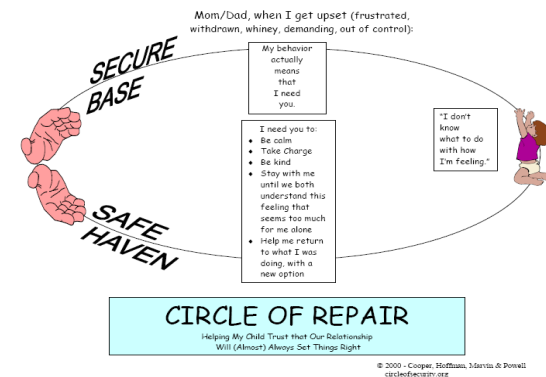 Mom/Dad, when I get upset (frustrated,
withdrawn, whiney, demanding, out of control):
SECURE
BASE
My behavior
actually
means
that
I need
you.
I need you to:
♦ Be calm
♦ Take Charge
♦ Be kind
♦ Stay with me
until we both
understand this
feeling that
seems too much
for me alone
♦ Help me return
to what I was
doing, with a
new option
"I don't
know
what to do
with how
I'm feeling."
SAFE
HAVEN
CIRCLE OF REPAIR
Helping My Child Trust that Our Relationship
Will (Almost) Always Set Things Right
© 2000 - Cooper, Hoffman, Marvin & Powell
circleofsecurity.org